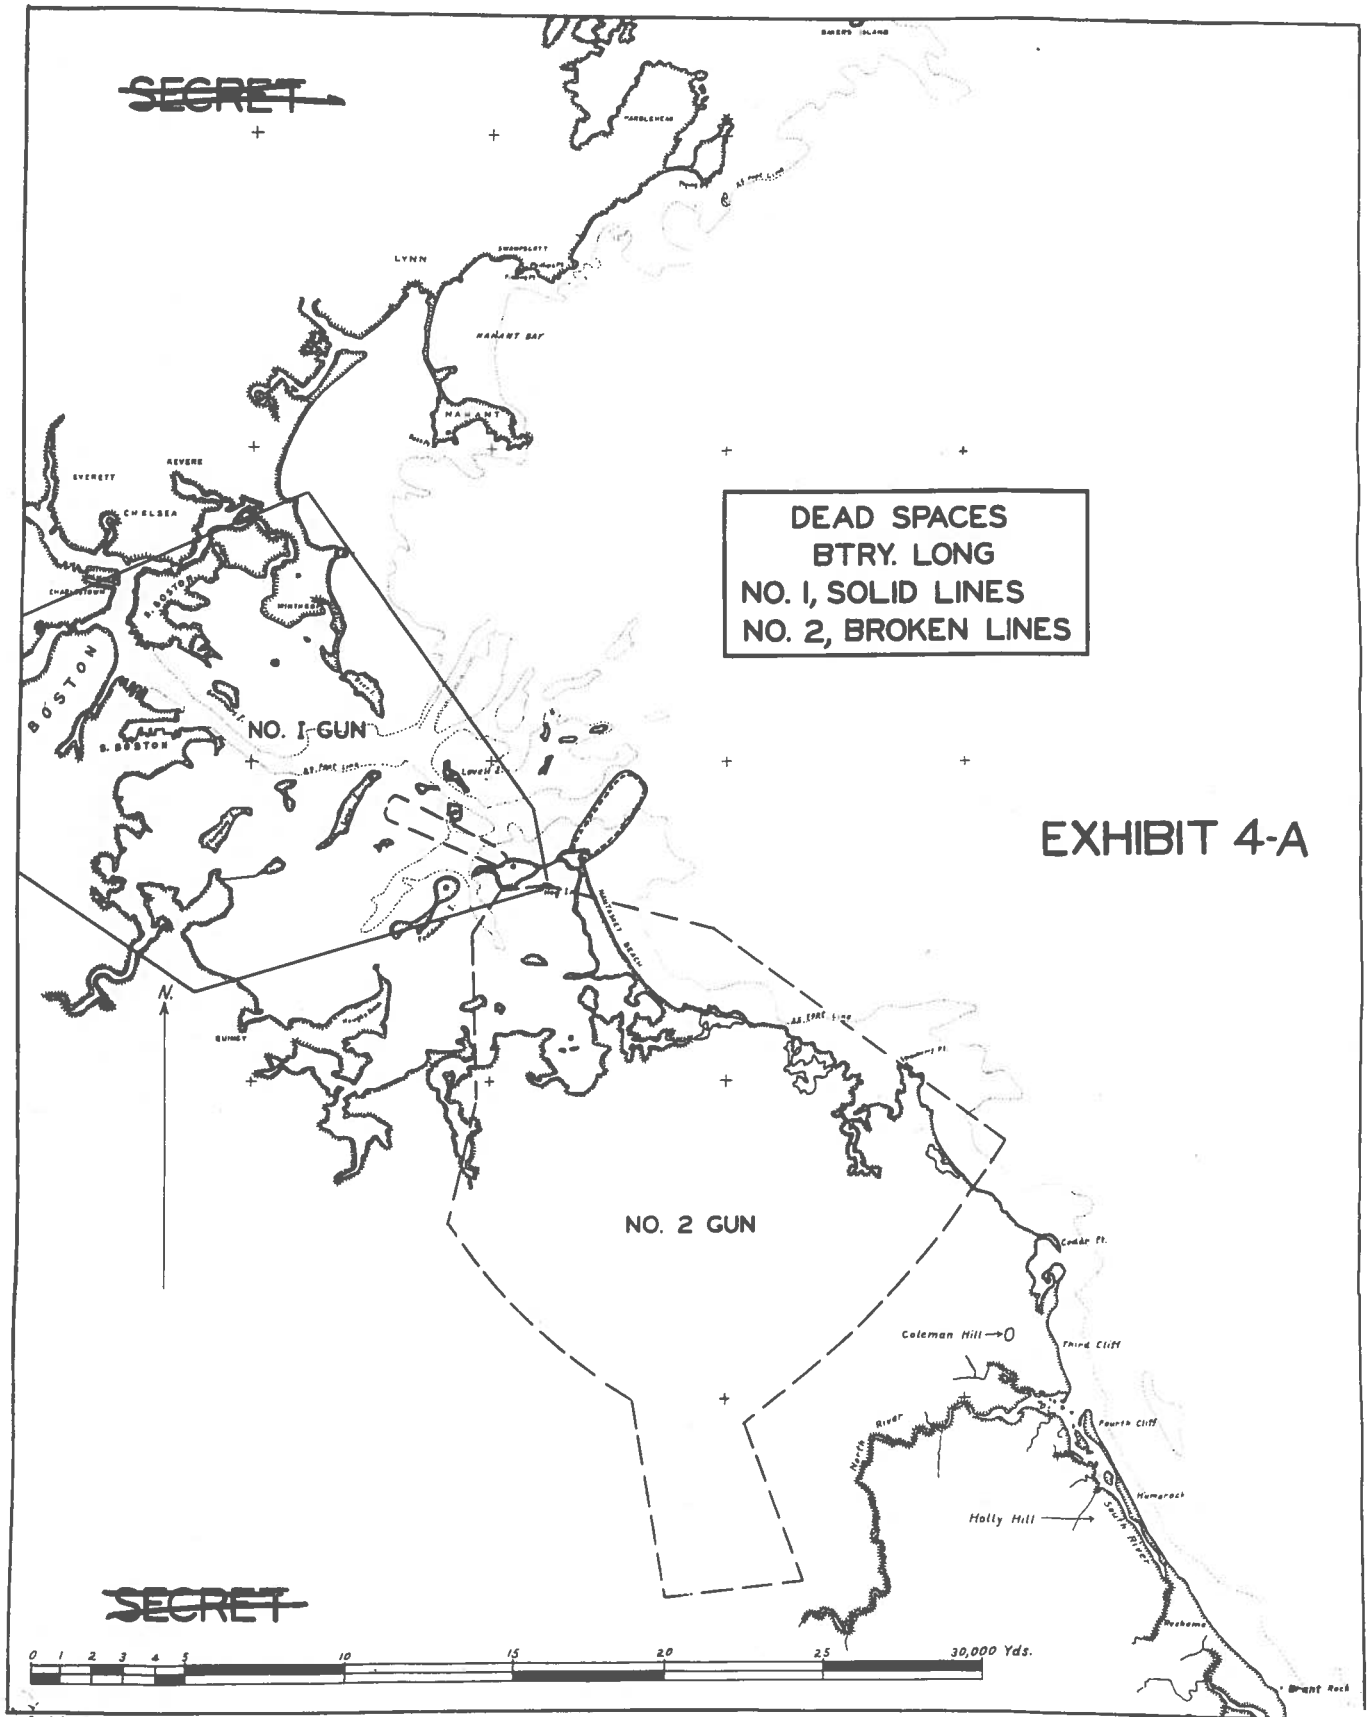 BAKERS ISLAND
SECRET
MARBLEHEAD
SWAMPSCOTT
LYNN
NAHANT BAY
NAHANT
REVERE
EVERETT
CHELSEA
DEAD SPACES
BTRY. LONG
NO. 1, SOLID LINES
NO. 2, BROKEN LINES
CHARLESTOWN
E. BOSTON
WINTHROP
BOSTON
NO. 1 GUN
S. BOSTON
Lovell I.
EXHIBIT 4-A
NANTASKET BEACH
N.
QUINCY
NO. 2 GUN
Cedar Pt.
Coleman Hill
Third Cliff
North River
Fourth Cliff
Humarock
Holly Hill
South River
SECRET
0 1 2 3 4 5 10 15 20 25 30,000 Yds.
Brant Rock